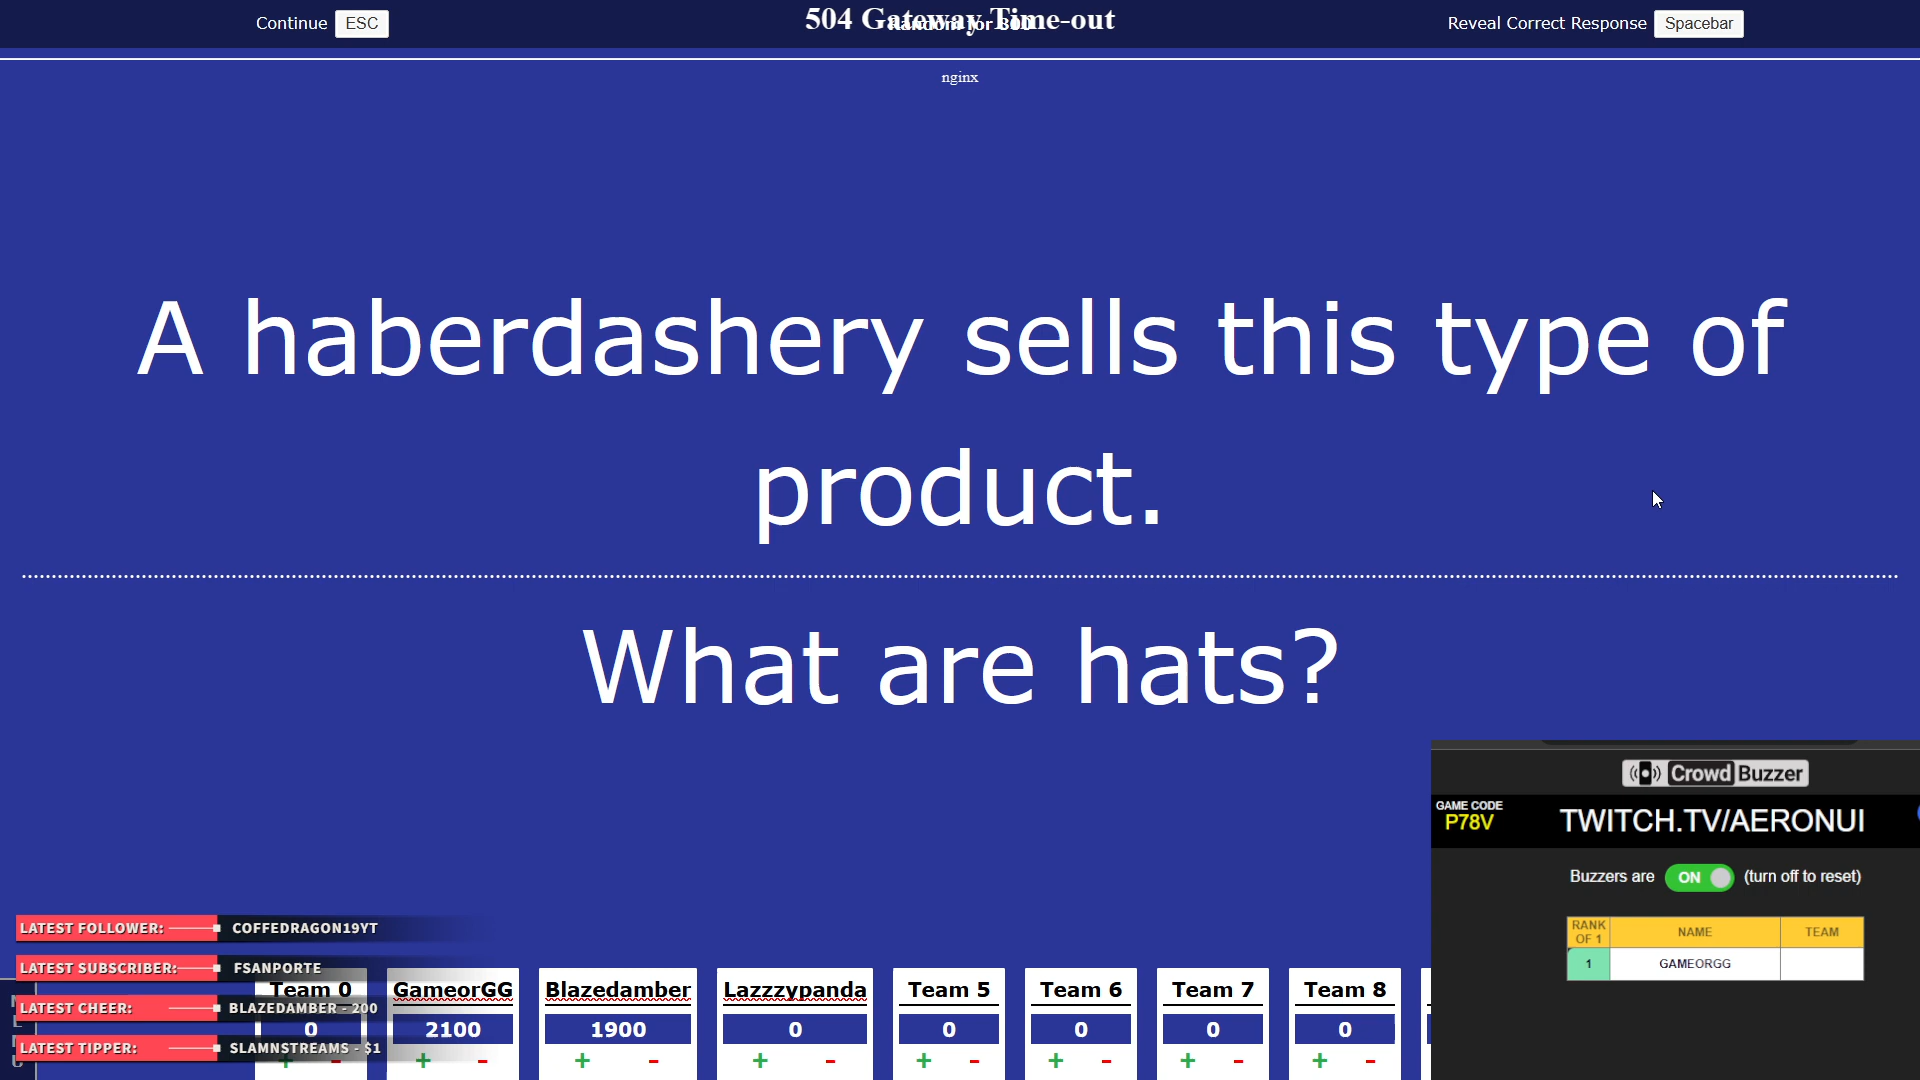 Continue ESC
504 Gateway Time-out
Random for 800
Reveal Correct Response Spacebar
nginx
A haberdashery sells this type of
product.
What are hats?
Crowd Buzzer
GAME CODE
P78V
TWITCH.TV/AERONUI
Buzzers are ON (turn off to reset)
RANK OF 1 NAME TEAM
1 GAMEORGG
LATEST FOLLOWER: COFFEDRAGON19YT
LATEST SUBSCRIBER: FSANPORTE
LATEST CHEER: BLAZEDAMBER - 200
LATEST TIPPER: SLAMNSTREAMS - $1
Team 0 GameorGG Blazedamber Lazzzypanda Team 5 Team 6 Team 7 Team 8
0 2100 1900 0 0 0 0 0
+ - + - + - + - + - + - + - + -